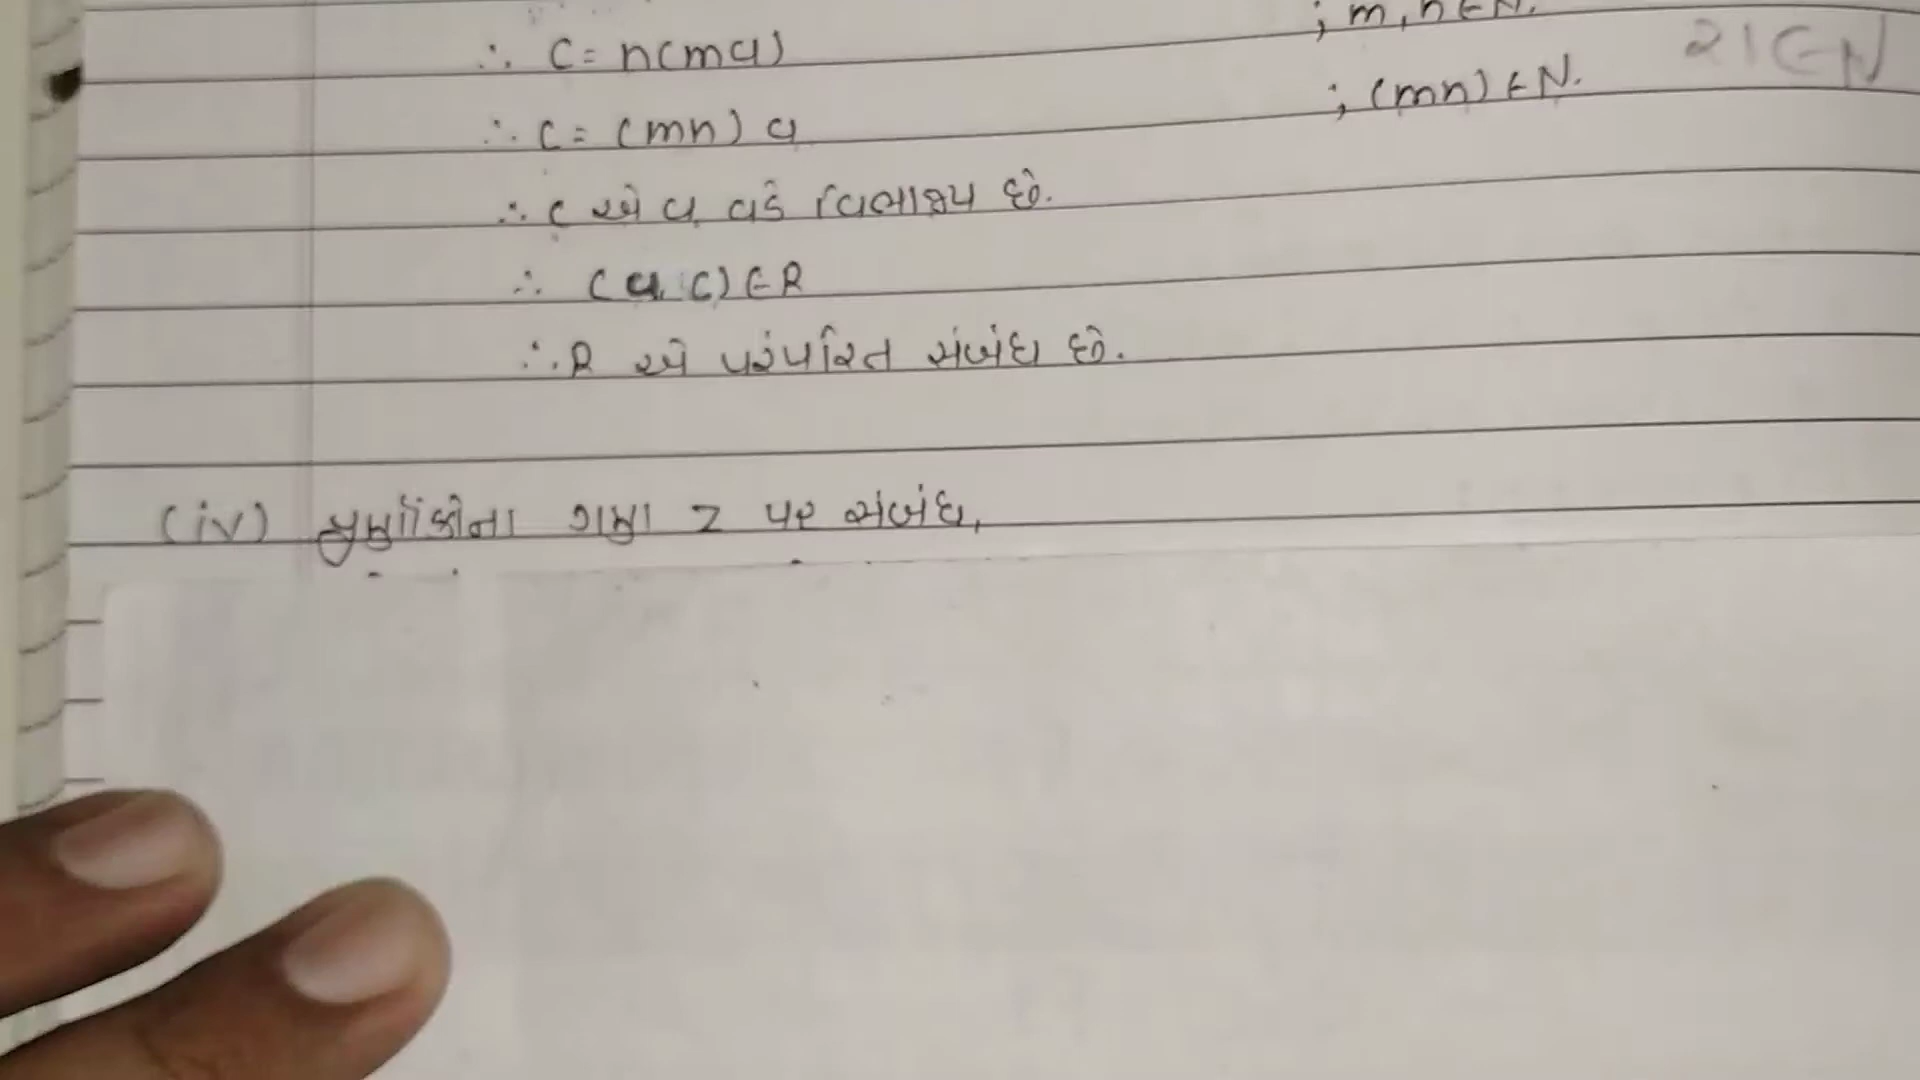 ; m, n ∈ N.
∴ c = n(ma)
; (mn) ∈ N.
∴ c = (mn) a
∴ c એ a વડે વિભાજ્ય છે.
∴ (a, c) ∈ R
∴ R એ પરંપરિત સંબંધ છે.
(iv) પુર્ણાંકોના ગણ Z પર સંબંધ,